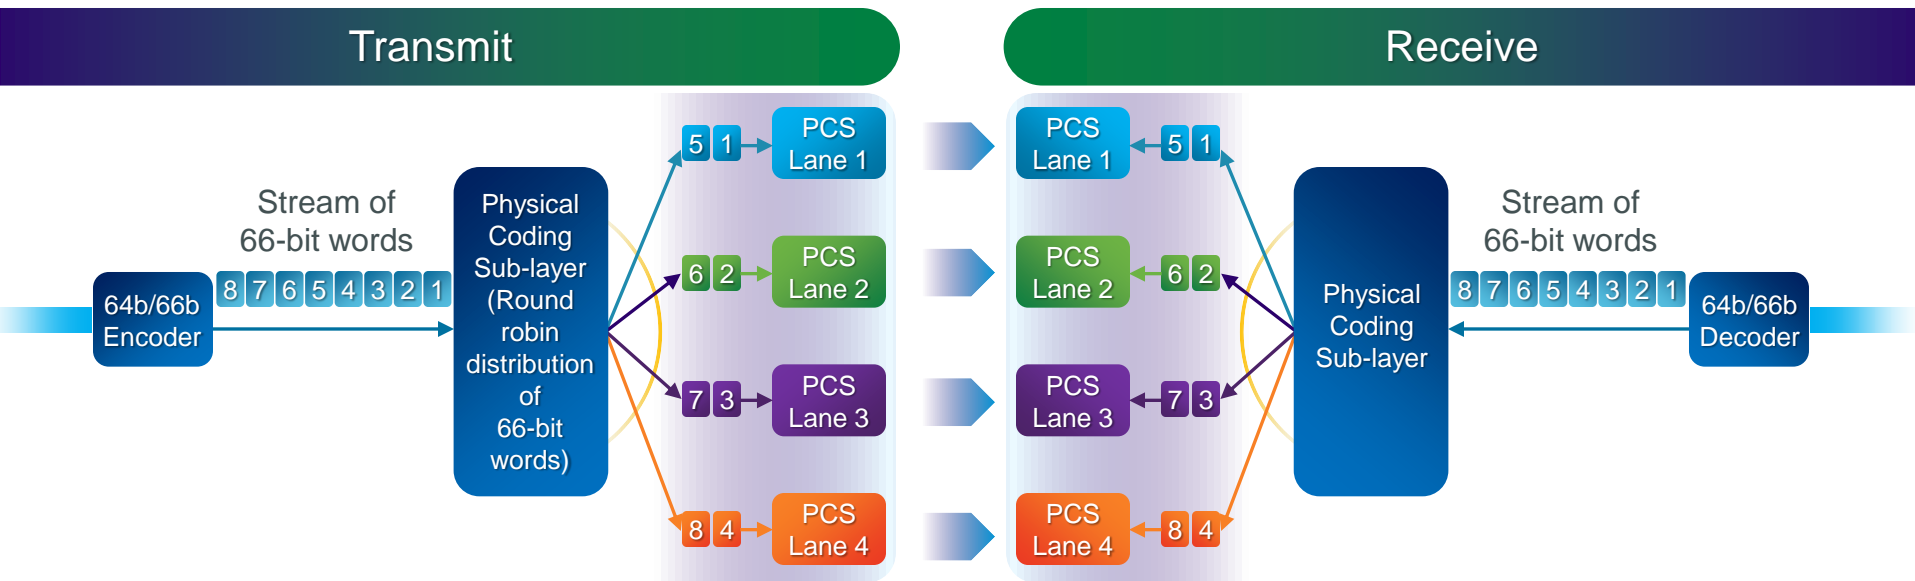 Transmit
Receive
Stream of
66-bit words
8 7 6 5 4 3 2 1
64b/66b
Encoder
Physical
Coding
Sub-layer
(Round
robin
distribution
of
66-bit
words)
5 1
PCS
Lane 1
6 2
PCS
Lane 2
7 3
PCS
Lane 3
8 4
PCS
Lane 4
PCS
Lane 1
5 1
PCS
Lane 2
6 2
PCS
Lane 3
7 3
PCS
Lane 4
8 4
Physical
Coding
Sub-layer
Stream of
66-bit words
8 7 6 5 4 3 2 1
64b/66b
Decoder